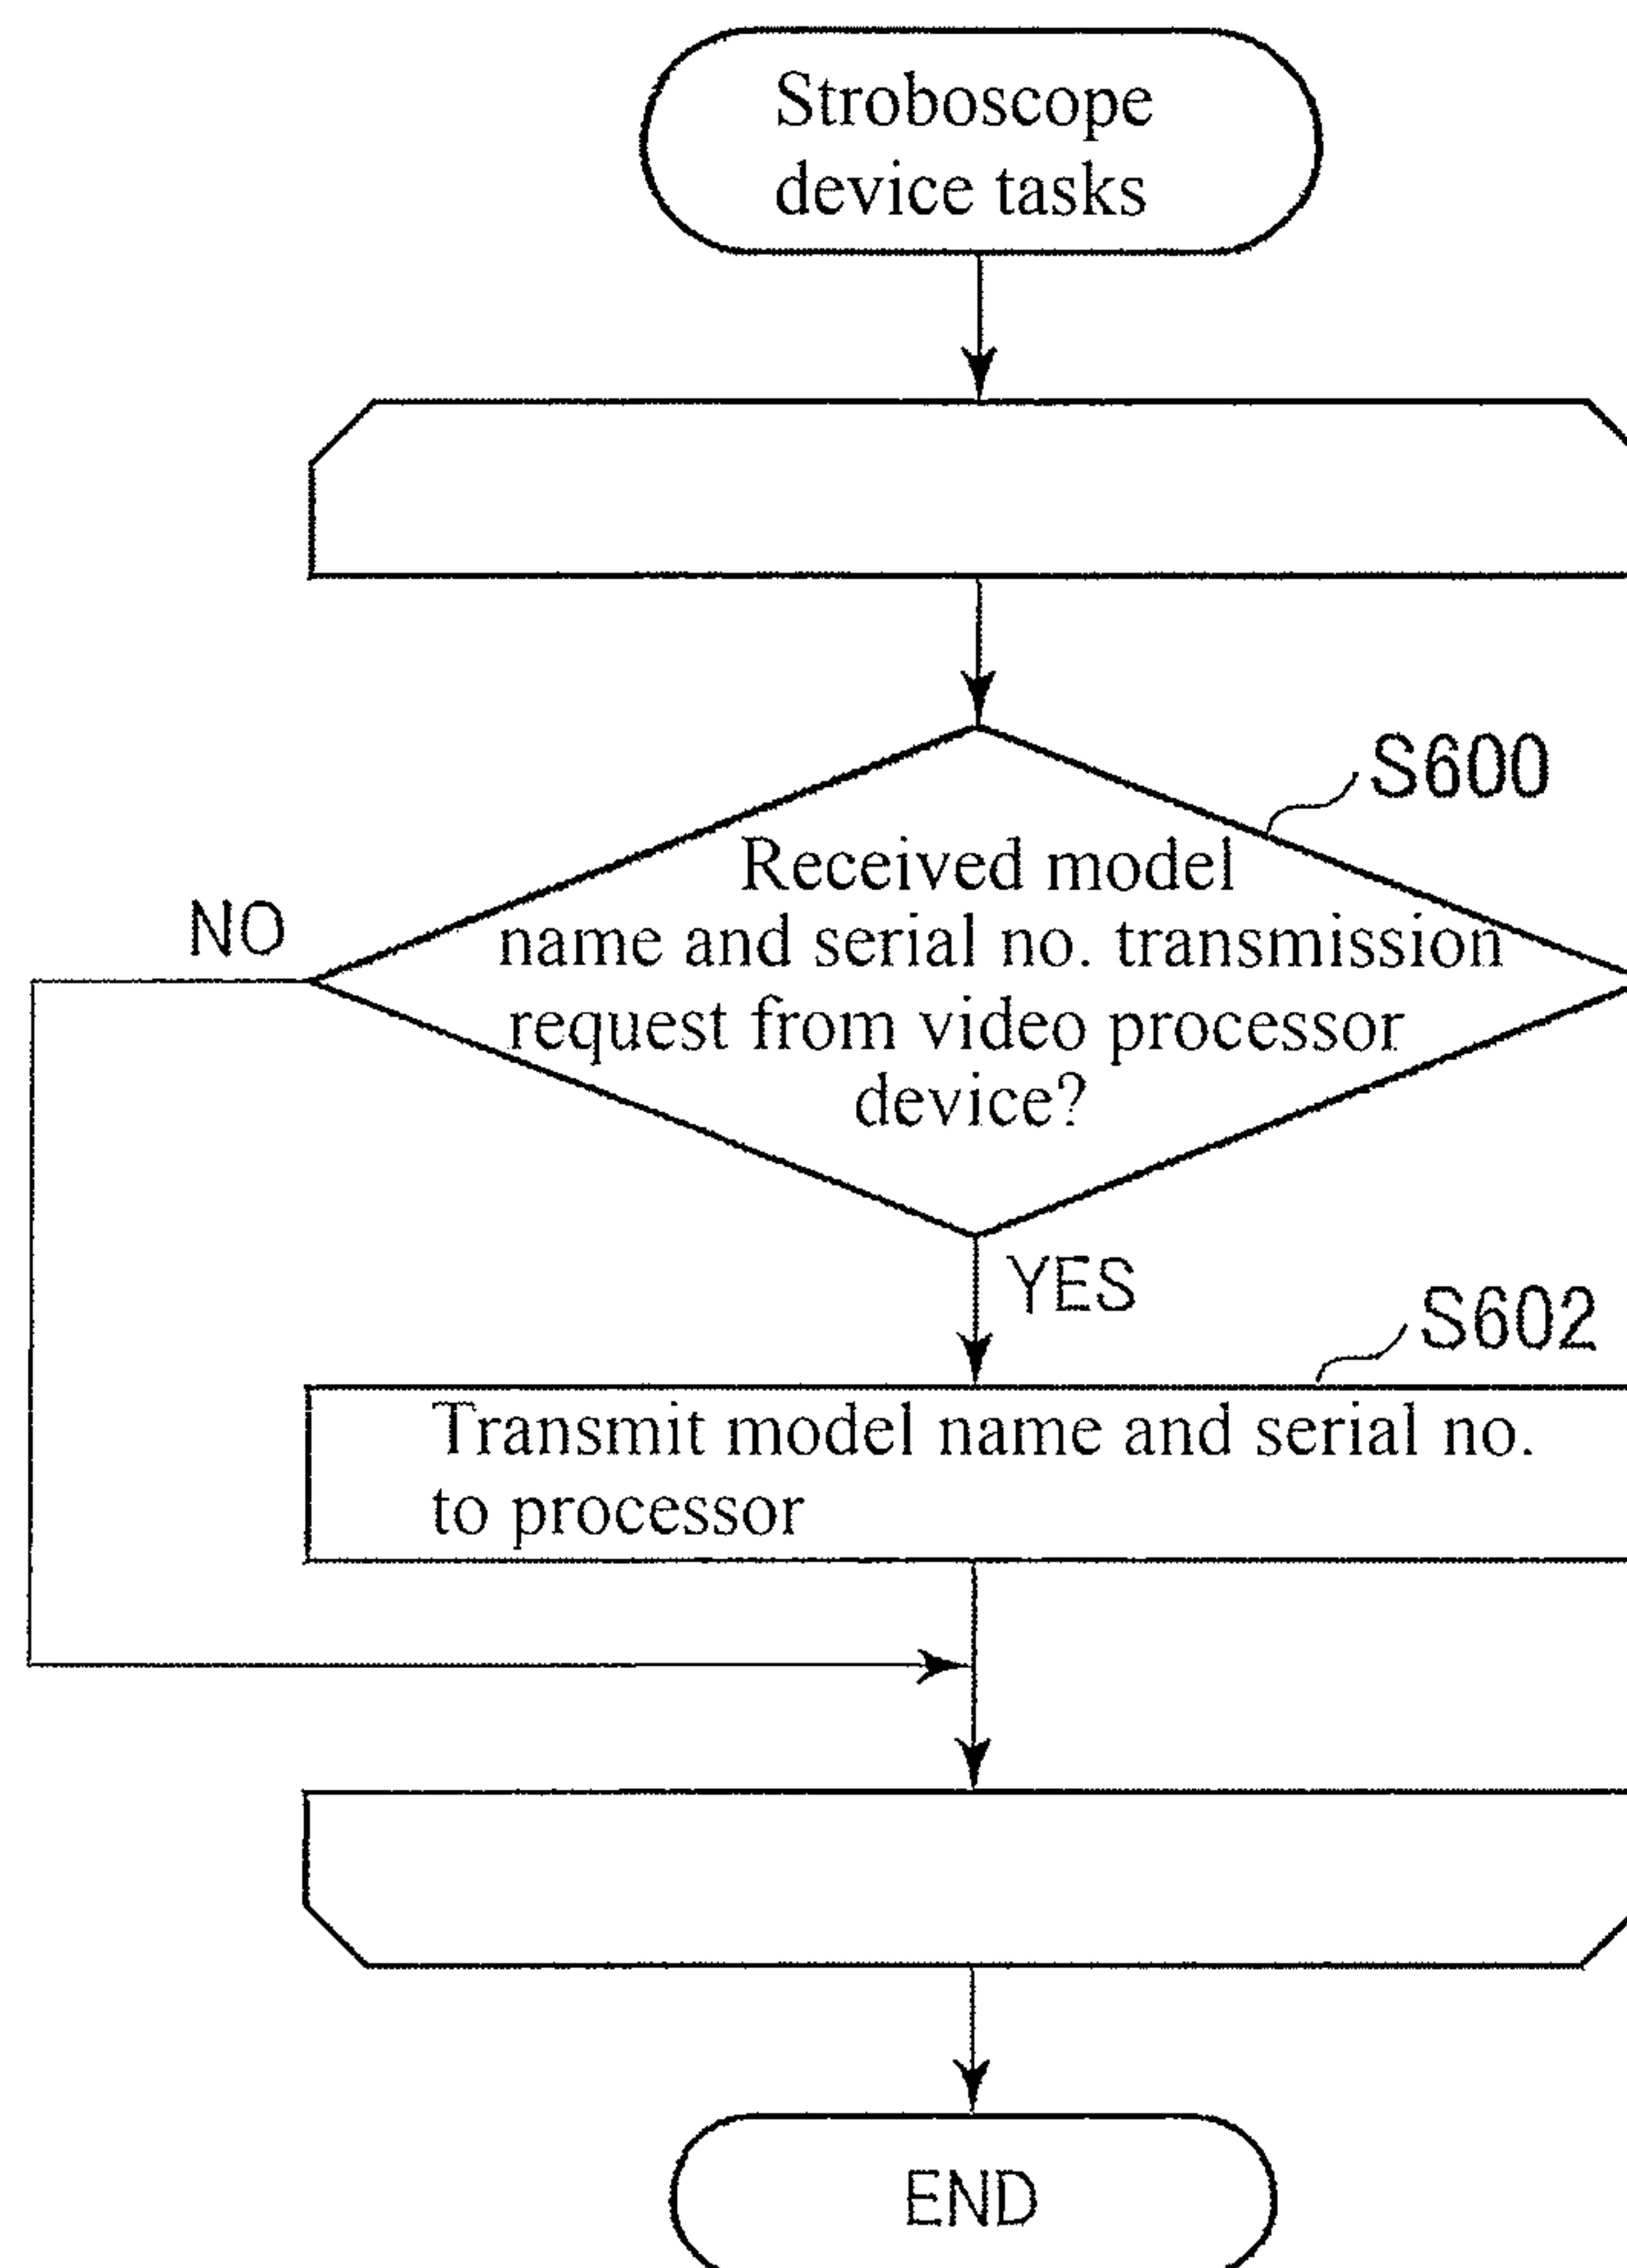 Stroboscope
device tasks
S600
Received model
name and serial no. transmission
request from video processor
device?
NO
YES
S602
Transmit model name and serial no.
to processor
END